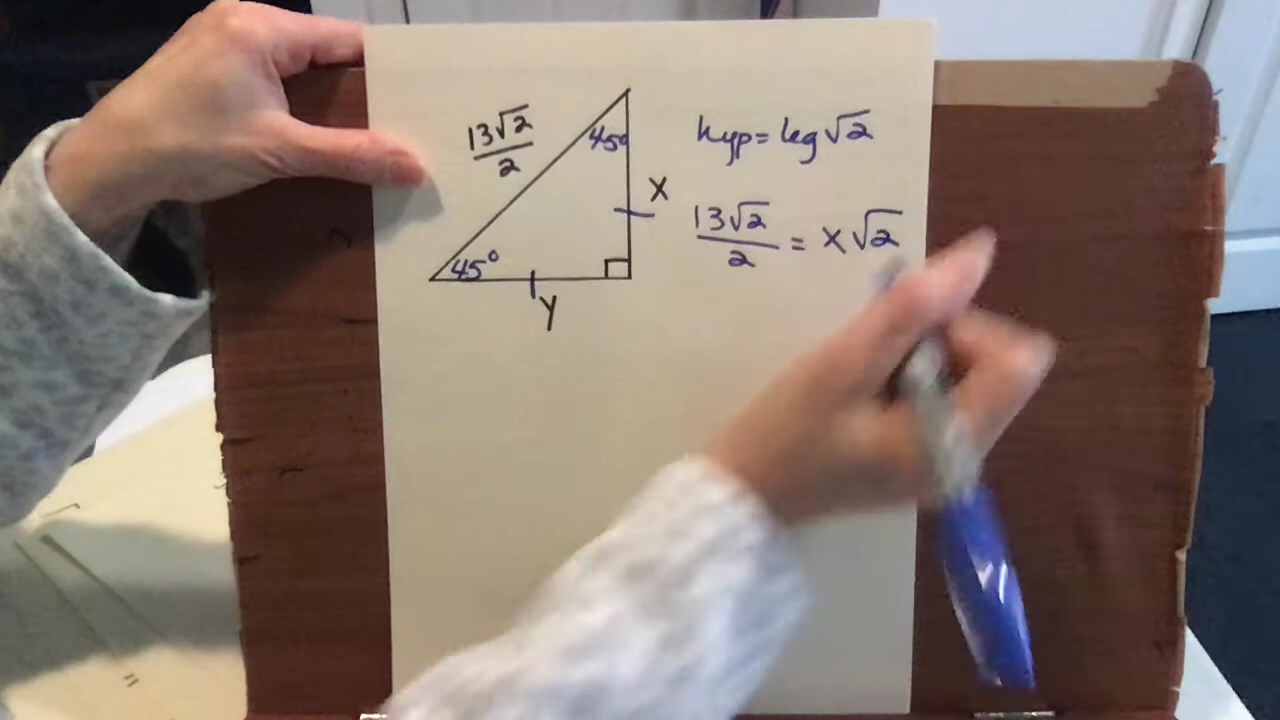 13√2/2
45°
x
45°
y
hyp = leg √2
13√2/2 = x√2